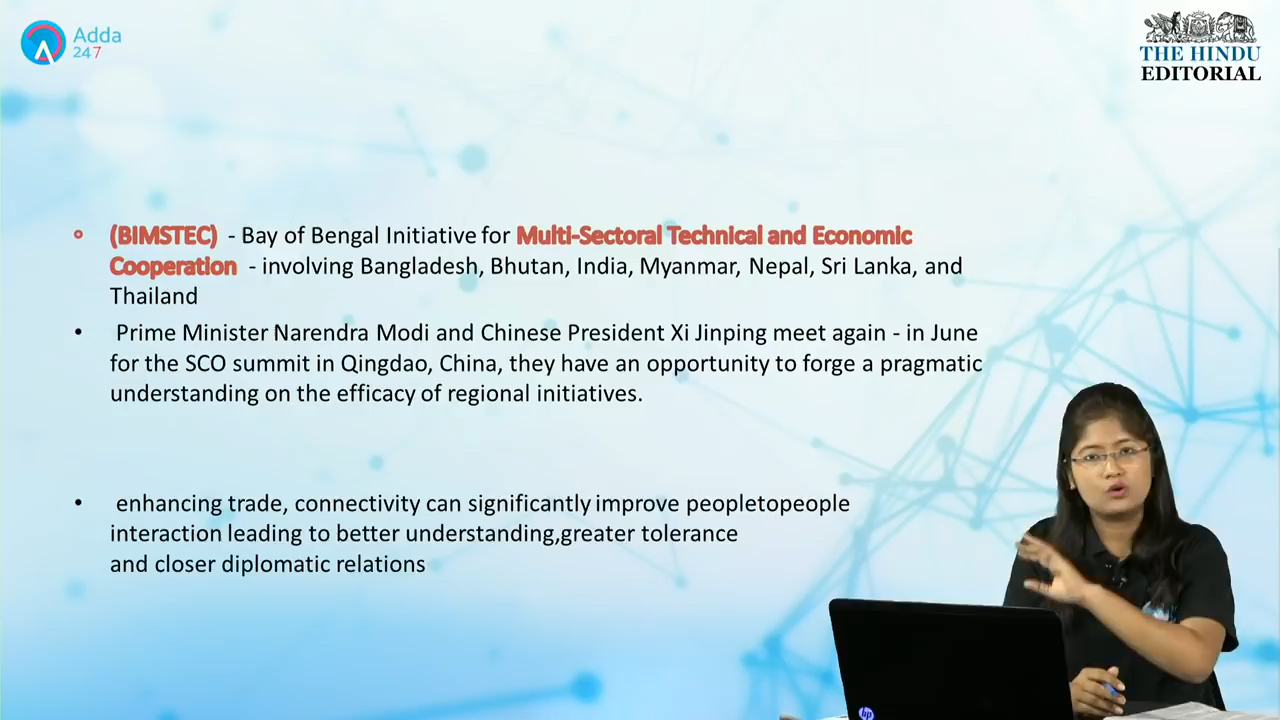 Adda
247
THE HINDU
EDITORIAL
(BIMSTEC) - Bay of Bengal Initiative for Multi-Sectoral Technical and Economic
Cooperation - involving Bangladesh, Bhutan, India, Myanmar, Nepal, Sri Lanka, and
Thailand
• Prime Minister Narendra Modi and Chinese President Xi Jinping meet again - in June
for the SCO summit in Qingdao, China, they have an opportunity to forge a pragmatic
understanding on the efficacy of regional initiatives.
• enhancing trade, connectivity can significantly improve peopletopeople
interaction leading to better understanding,greater tolerance
and closer diplomatic relations
hp